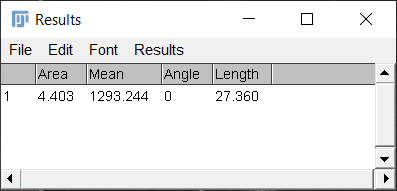 Results
File Edit Font Results
Area Mean Angle Length
1 4.403 1293.244 0 27.360